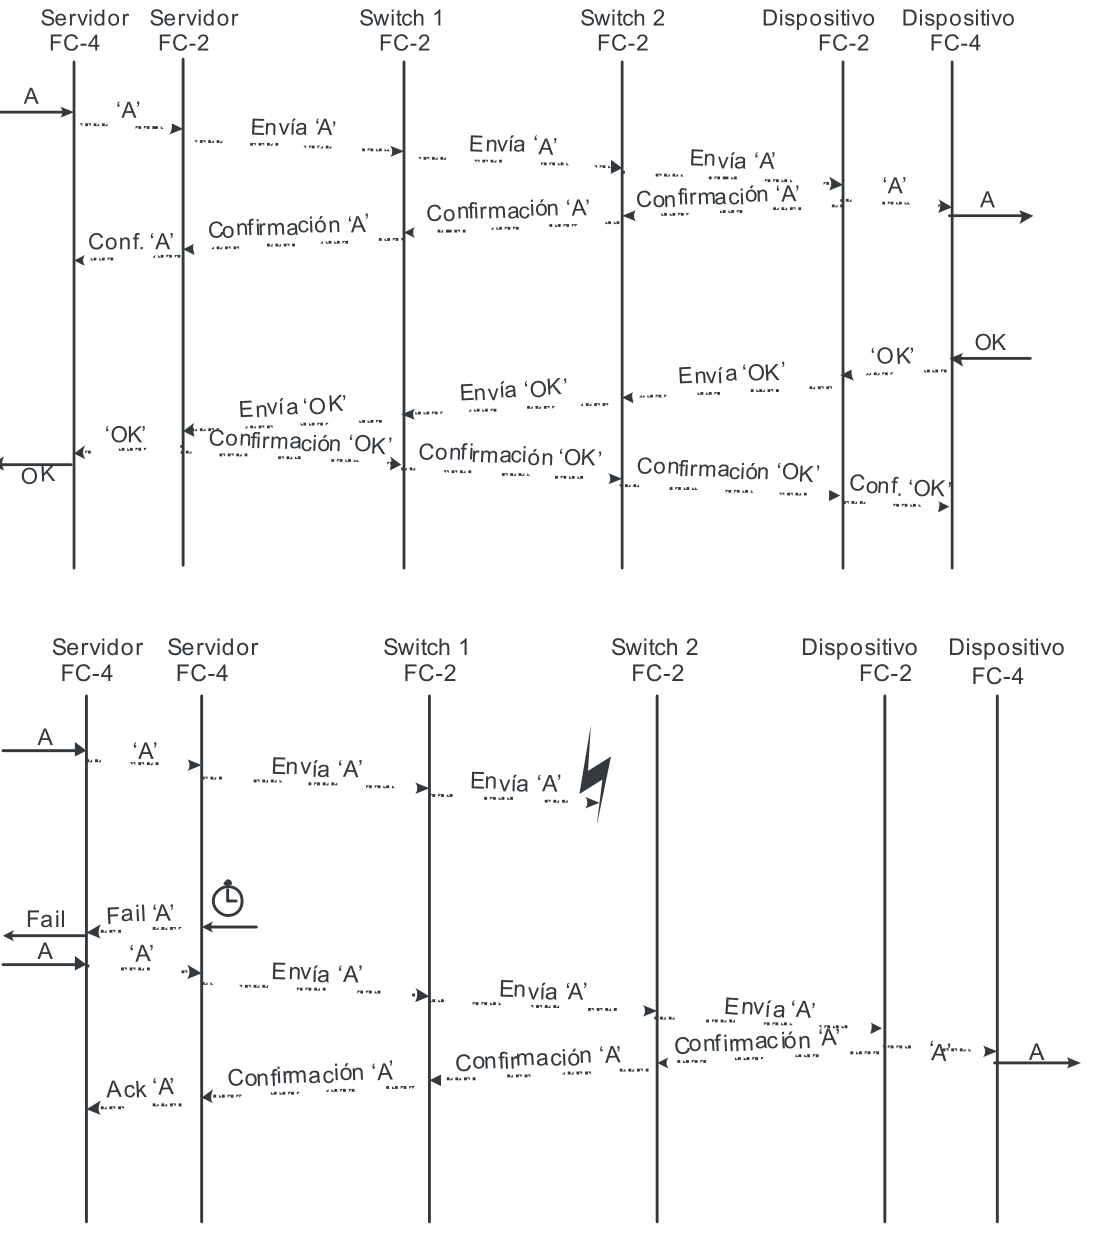 Servidor Servidor Switch 1 Switch 2 Dispositivo Dispositivo
FC-4 FC-2 FC-2 FC-2 FC-2 FC-4
A
‘A’
Envía ‘A’
Envía ‘A’
Envía ‘A’
‘A’
A
Confirmación ‘A’
Confirmación ‘A’
Confirmación ‘A’
Conf. ‘A’
OK
‘OK’
Envía ‘OK’
Envía ‘OK’
Envía ‘OK’
‘OK’
OK
Confirmación ‘OK’
Confirmación ‘OK’
Confirmación ‘OK’
Conf. ‘OK’
Servidor Servidor Switch 1 Switch 2 Dispositivo Dispositivo
FC-4 FC-4 FC-2 FC-2 FC-2 FC-4
A
‘A’
Envía ‘A’
Envía ‘A’
Fail ‘A’
Fail
A
‘A’
Envía ‘A’
Envía ‘A’
Envía ‘A’
‘A’
A
Confirmación ‘A’
Confirmación ‘A’
Confirmación ‘A’
Ack ‘A’